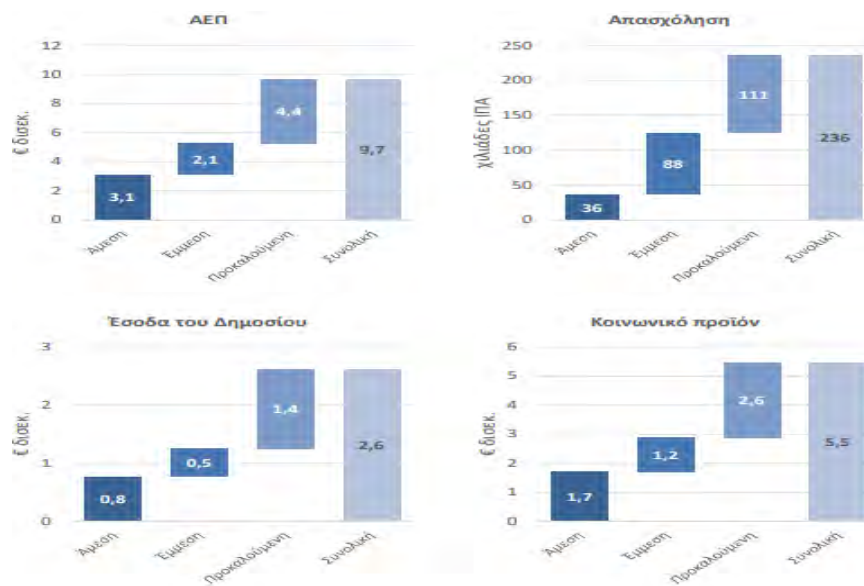 ΑΕΠ
€ δισεκ.
12
10
8
6
4
2
0
3,1
2,1
4,4
9,7
Άμεση
Έμμεση
Προκαλούμενη
Συνολική
Απασχόληση
χιλιάδες ΙΠΑ
250
200
150
100
50
0
36
88
111
236
Άμεση
Έμμεση
Προκαλούμενη
Συνολική
Έσοδα του Δημοσίου
€ δισεκ.
3
2
1
0
0,8
0,5
1,4
2,6
Άμεση
Έμμεση
Προκαλούμενη
Συνολική
Κοινωνικό προϊόν
€ δισεκ.
6
5
4
3
2
1
0
1,7
1,2
2,6
5,5
Άμεση
Έμμεση
Προκαλούμενη
Συνολική